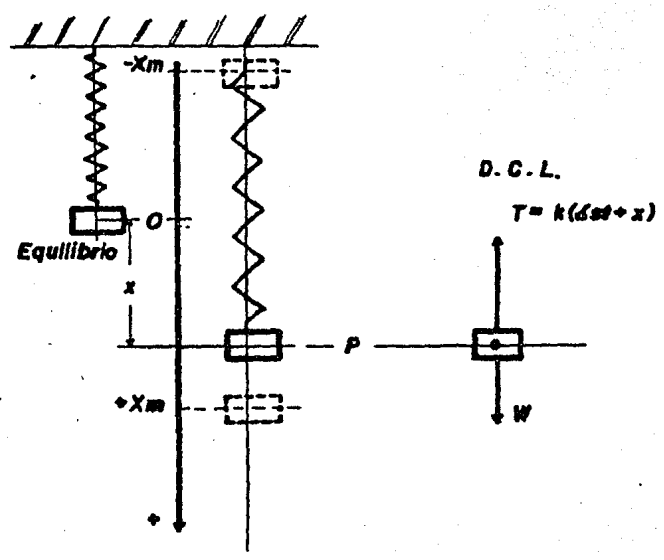 -Xm
D.C.L.
T = k(δst + x)
O
Equilibrio
x
P
+Xm
W
+